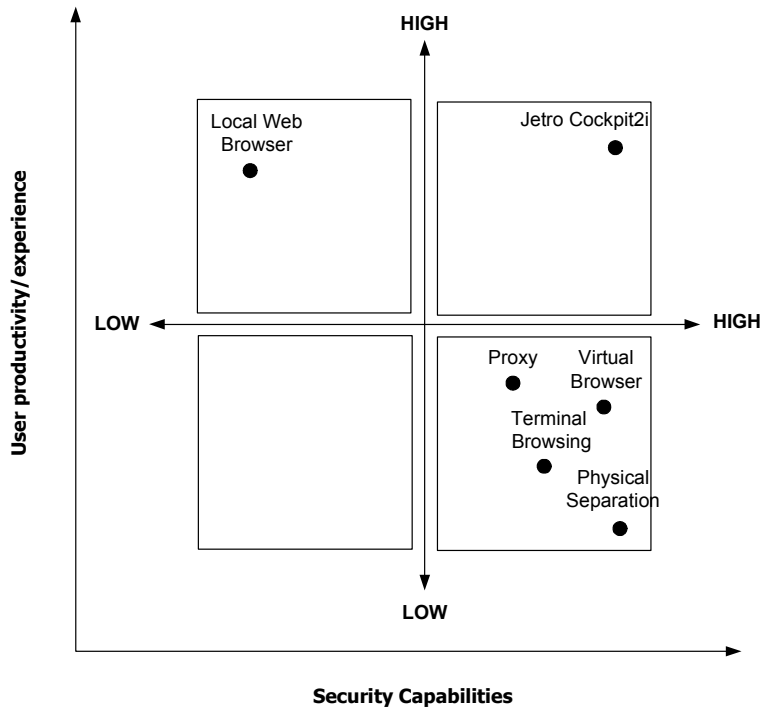 HIGH
Local Web
Browser
Jetro Cockpit2i
User productivity/experience
LOW
HIGH
Proxy
Virtual
Browser
Terminal
Browsing
Physical
Separation
LOW
Security Capabilities